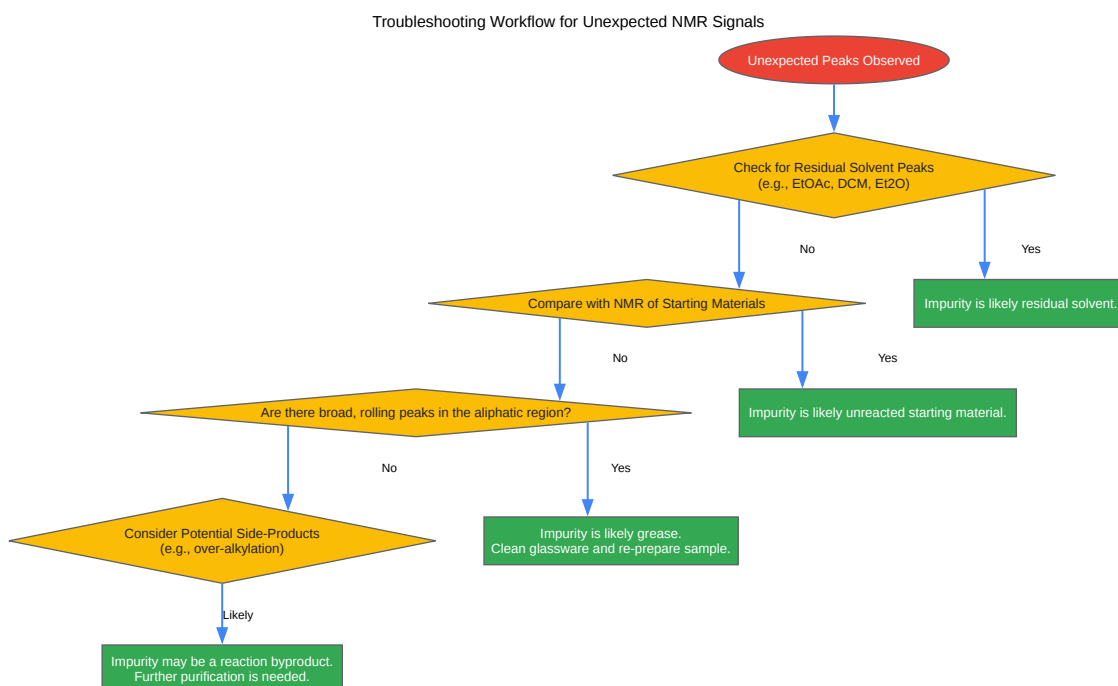 Troubleshooting Workflow for Unexpected NMR Signals
Unexpected Peaks Observed
Check for Residual Solvent Peaks
(e.g., EtOAc, DCM, Et2O)
No
Yes
Compare with NMR of Starting Materials
Impurity is likely residual solvent.
No
Yes
Are there broad, rolling peaks in the aliphatic region?
Impurity is likely unreacted starting material.
No
Yes
Consider Potential Side-Products
(e.g., over-alkylation)
Impurity is likely grease.
Clean glassware and re-prepare sample.
Likely
Impurity may be a reaction byproduct.
Further purification is needed.